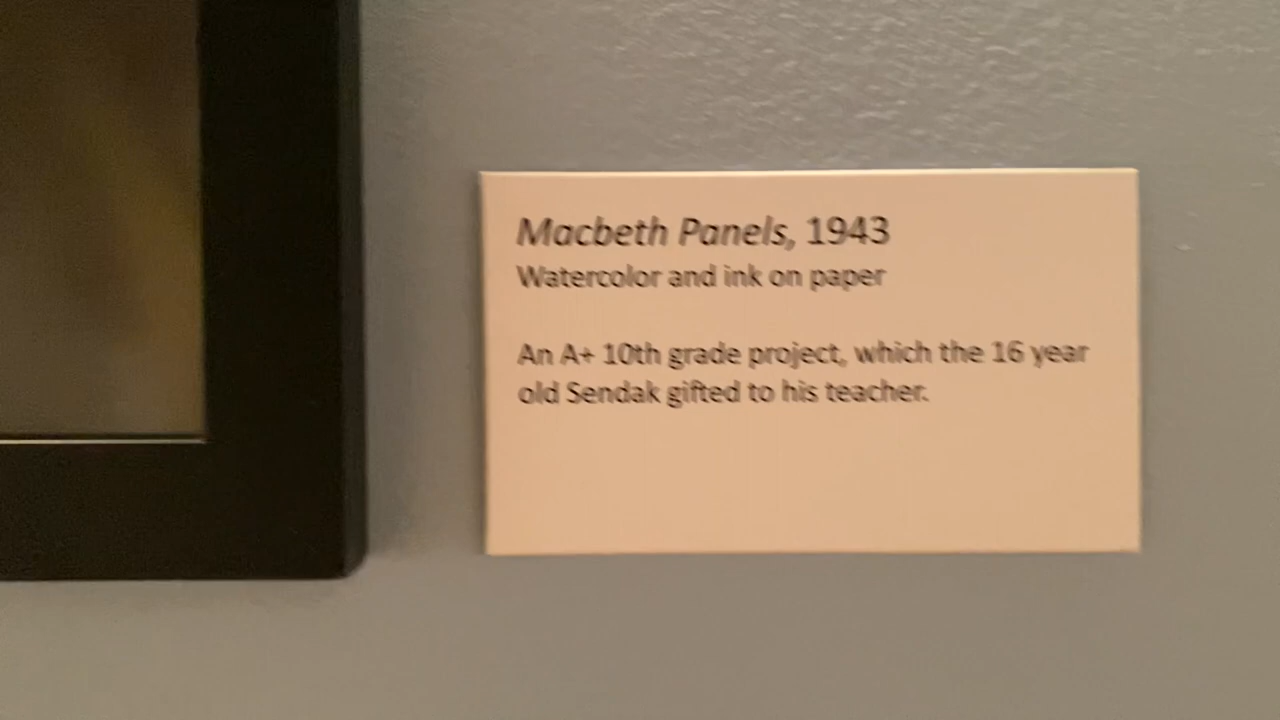 Macbeth Panels, 1943
Watercolor and ink on paper
An A+ 10th grade project, which the 16 year
old Sendak gifted to his teacher.